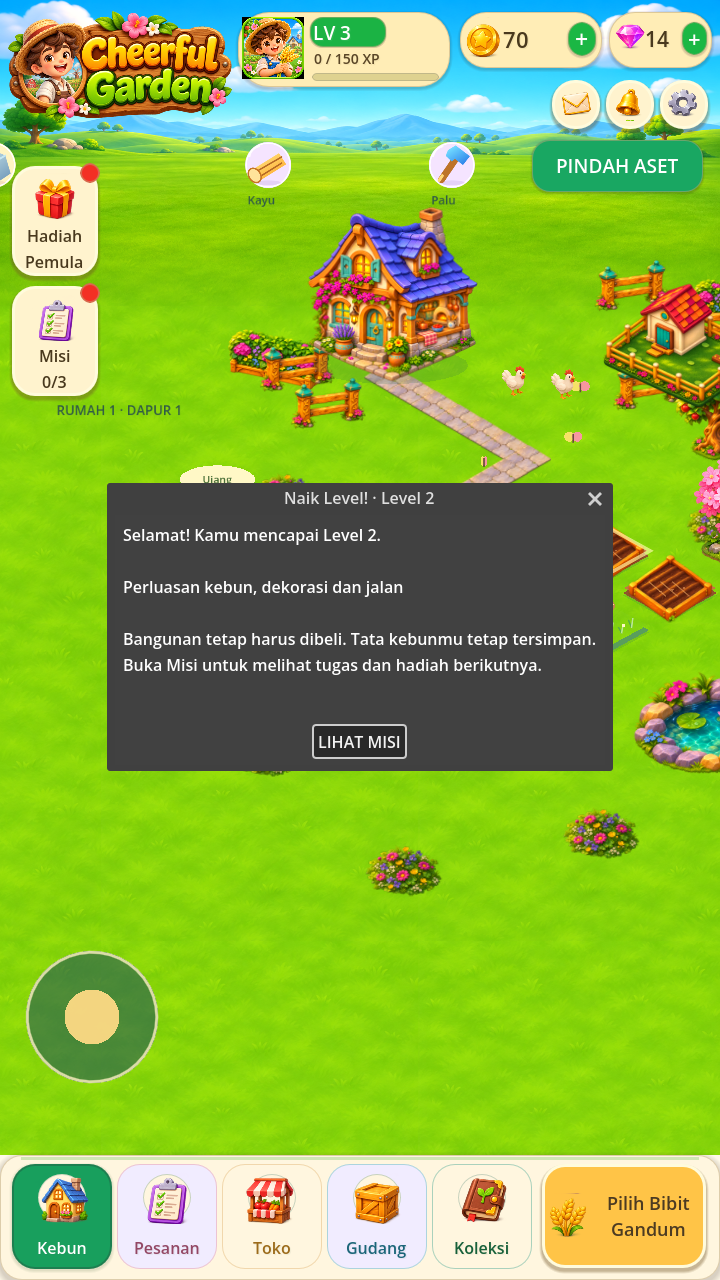 Cheerful
Garden
LV 3
0 / 150 XP
70
+
14
+
PINDAH ASET
Kayu
Palu
Hadiah
Pemula
Misi
0/3
RUMAH 1 · DAPUR 1
Ujang
Naik Level! · Level 2
Selamat! Kamu mencapai Level 2.
Perluasan kebun, dekorasi dan jalan
Bangunan tetap harus dibeli. Tata kebunmu tetap tersimpan.
Buka Misi untuk melihat tugas dan hadiah berikutnya.
LIHAT MISI
Kebun
Pesanan
Toko
Gudang
Koleksi
Pilih Bibit
Gandum